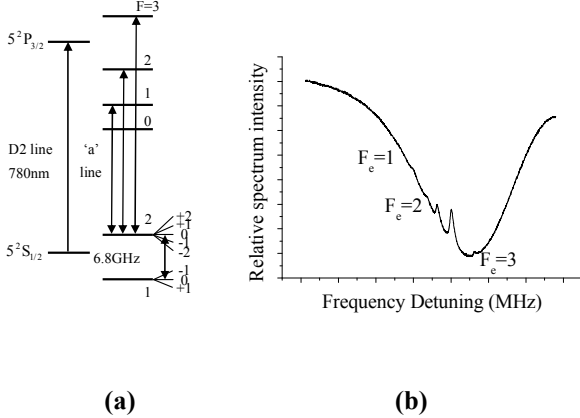 F=3
5²P3/2
2
1
0
D2 line
780nm
'a'
line
2
+2
+1
0
-1
-2
5²S1/2
6.8GHz
-1
0
+1
1
(a)
Relative spectrum intensity
Fe=1
Fe=2
Fe=3
Frequency Detuning (MHz)
(b)